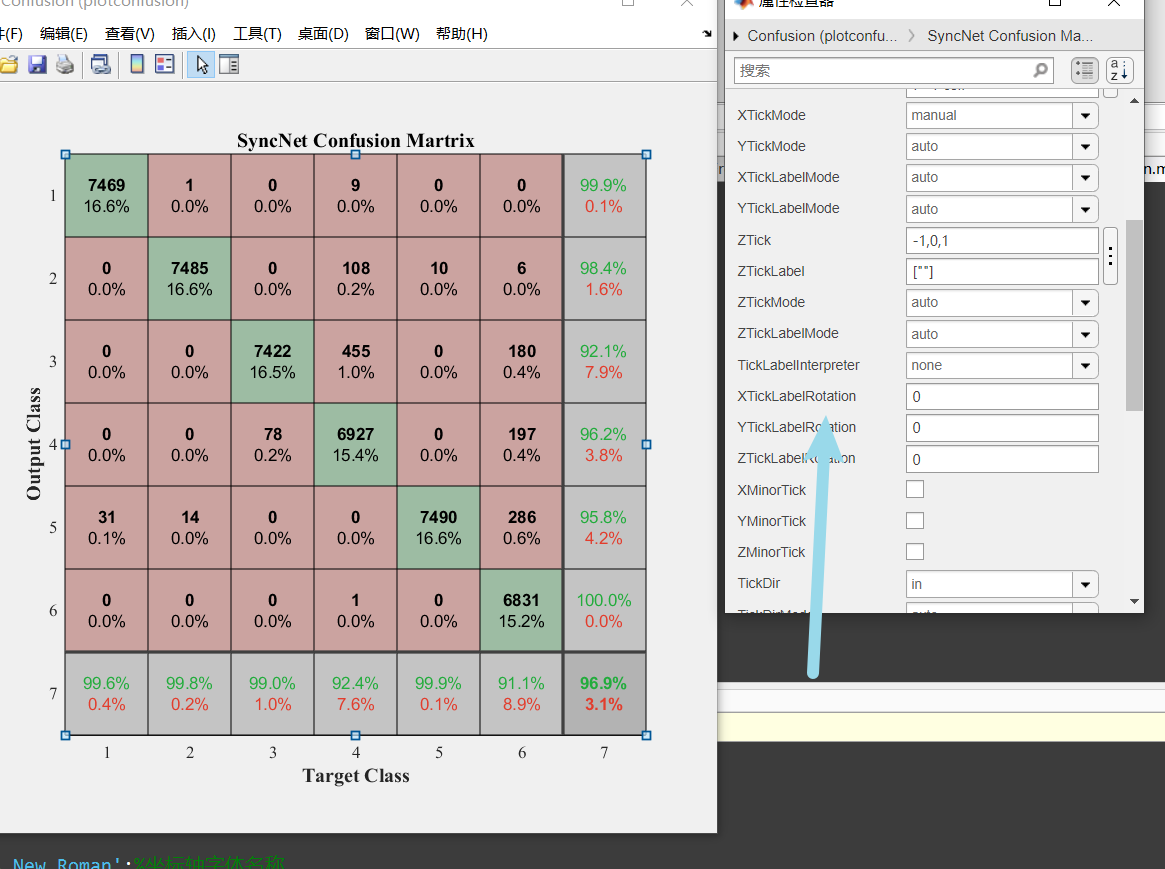 Confusion (plotconfusion)
(F) 编辑(E) 查看(V) 插入(I) 工具(T) 桌面(D) 窗口(W) 帮助(H)
SyncNet Confusion Martrix
1 7469 1 0 9 0 0 99.9%
16.6% 0.0% 0.0% 0.0% 0.0% 0.0% 0.1%
2 0 7485 0 108 10 6 98.4%
0.0% 16.6% 0.0% 0.2% 0.0% 0.0% 1.6%
3 0 0 7422 455 0 180 92.1%
0.0% 0.0% 16.5% 1.0% 0.0% 0.4% 7.9%
4 0 0 78 6927 0 197 96.2%
0.0% 0.0% 0.2% 15.4% 0.0% 0.4% 3.8%
5 31 14 0 0 7490 286 95.8%
0.1% 0.0% 0.0% 0.0% 16.6% 0.6% 4.2%
6 0 0 0 1 0 6831 100.0%
0.0% 0.0% 0.0% 0.0% 0.0% 15.2% 0.0%
7 99.6% 99.8% 99.0% 92.4% 99.9% 91.1% 96.9%
0.4% 0.2% 1.0% 7.6% 0.1% 8.9% 3.1%
1 2 3 4 5 6 7
Output Class
Target Class
New Roman';%坐标轴字体名称
属性检查器
Confusion (plotconfu... SyncNet Confusion Ma...
搜索
XTickMode manual
YTickMode auto
XTickLabelMode auto
YTickLabelMode auto
ZTick -1,0,1
ZTickLabel [""]
ZTickMode auto
ZTickLabelMode auto
TickLabelInterpreter none
XTickLabelRotation 0
YTickLabelRotation 0
ZTickLabelRotation 0
XMinorTick
YMinorTick
ZMinorTick
TickDir in
TickDirMode auto
n.m